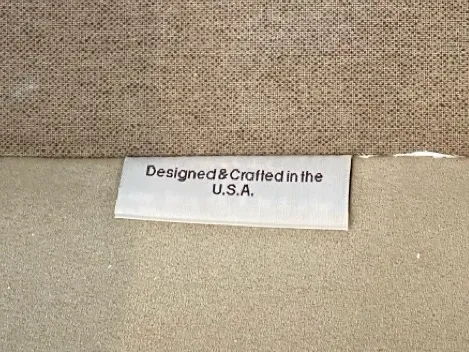 Designed & Crafted in the
U.S.A.